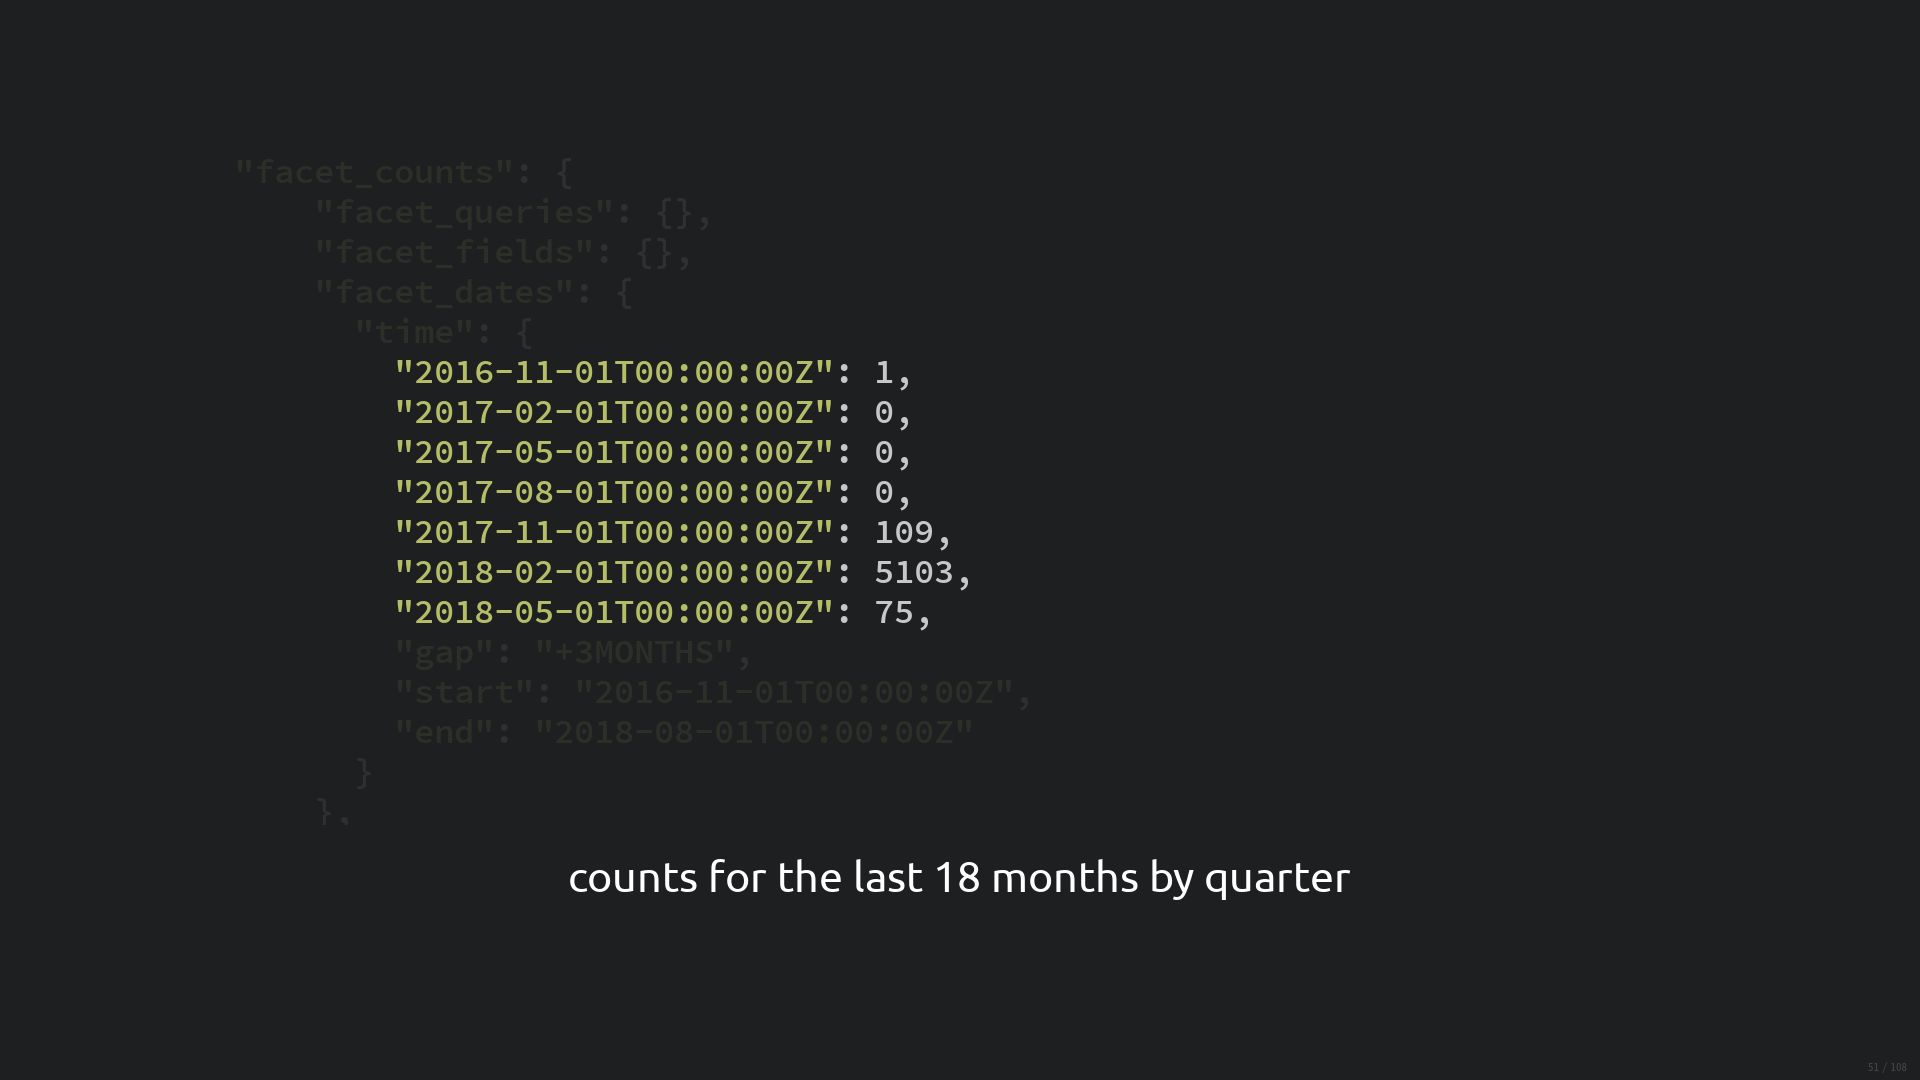 "facet_counts": {
"facet_queries": {},
"facet_fields": {},
"facet_dates": {
"time": {
"2016-11-01T00:00:00Z": 1,
"2017-02-01T00:00:00Z": 0,
"2017-05-01T00:00:00Z": 0,
"2017-08-01T00:00:00Z": 0,
"2017-11-01T00:00:00Z": 109,
"2018-02-01T00:00:00Z": 5103,
"2018-05-01T00:00:00Z": 75,
"gap": "+3MONTHS",
"start": "2016-11-01T00:00:00Z",
"end": "2018-08-01T00:00:00Z"
}
},
counts for the last 18 months by quarter
51 / 108